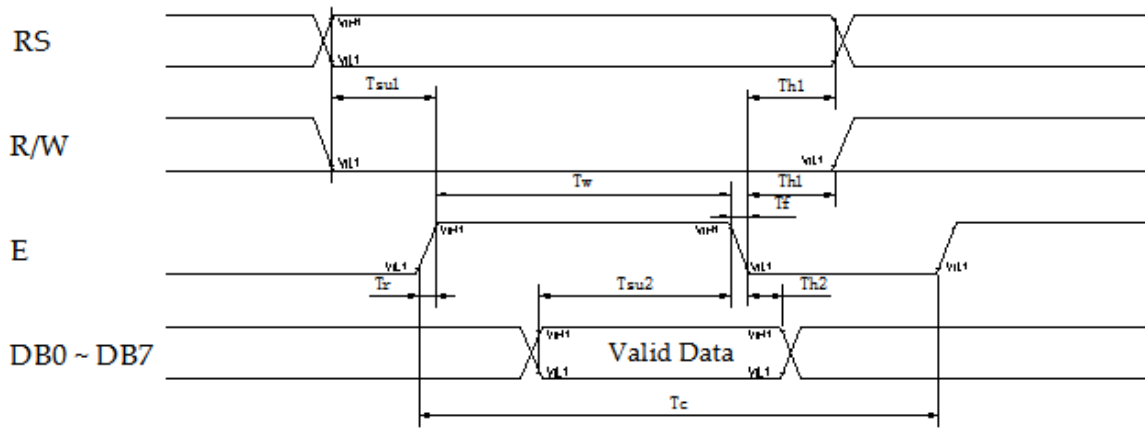 RS
VIH1
VIL1
Tsu1
Th1
R/W
VIL1
VIL1
Tw
Th1
Tf
E
VIH1
VIH1
VIL1
VIL1
VIL1
Tr
Tsu2
Th2
DB0 ~ DB7
VIH1
Valid Data
VIH1
VIL1
VIL1
Tc